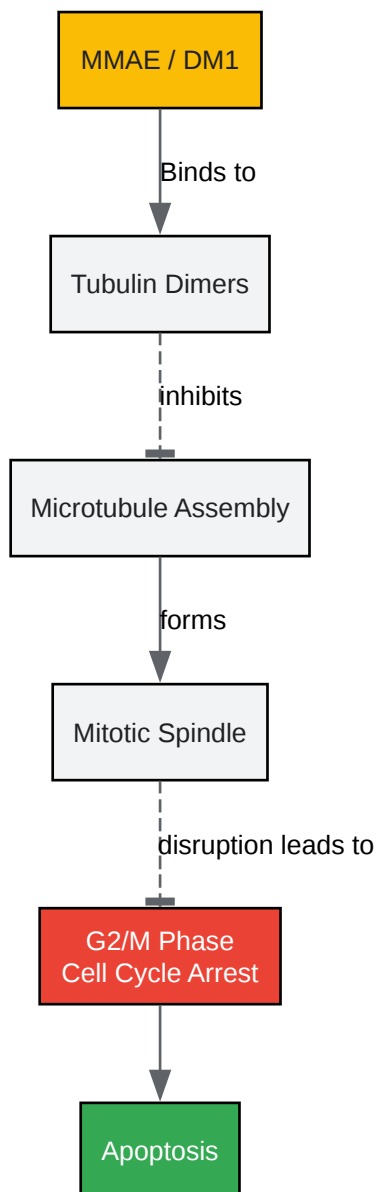 MMAE / DM1
Binds to
Tubulin Dimers
inhibits
Microtubule Assembly
forms
Mitotic Spindle
disruption leads to
G2/M Phase
Cell Cycle Arrest
Apoptosis